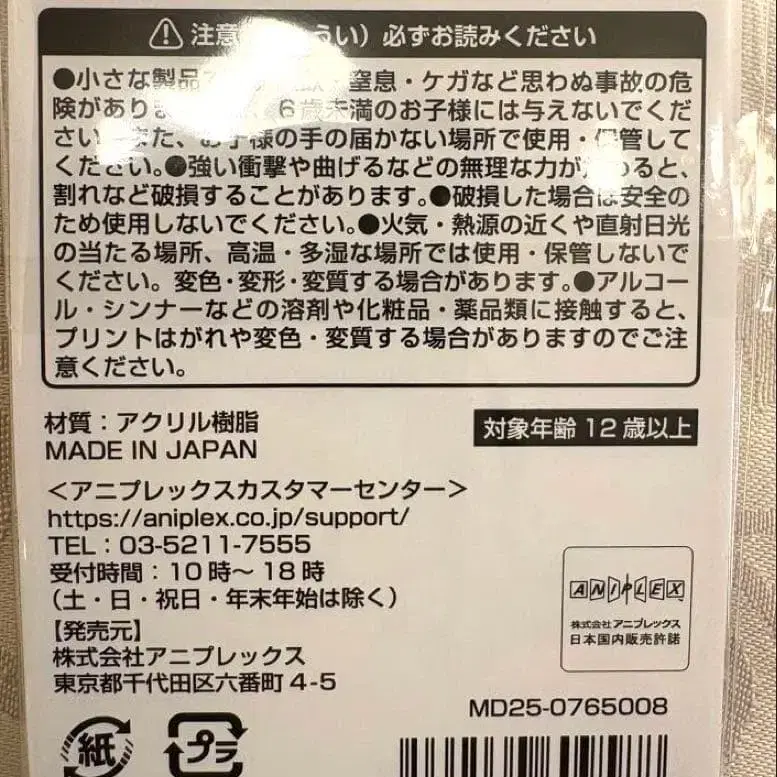 注意（ うい）必ずお読みください
●小さな製品 窒息・ケガなど思わぬ事故の危
険があり 6歳未満のお子様には与えないでくだ
さい また、お子様の手の届かない場所で使用・保管して
ください。 強い衝撃や曲げるなどの無理な力が わると、
割れなど破損することがあります。●破損した場合は安全の
ため使用しないでください。●火気・熱源の近くや直射日光
の当たる場所、高温・多湿な場所では使用・保管しないで
ください。変色・変形・変質する場合があります。●アルコー
ル・シンナーなどの溶剤や化粧品・薬品類に接触すると、
プリントはがれや変色・変質する場合がありますのでご注
意ください。
材質：アクリル樹脂
MADE IN JAPAN
対象年齢 12 歳以上
＜アニプレックスカスタマーセンター＞
https://aniplex.co.jp/support/
TEL：03-5211-7555
受付時間：10時〜18時
（土・日・祝日・年末年始は除く）
【発売元】
株式会社アニプレックス
東京都千代田区六番町4-5
ANIPLEX
株式会社アニプレックス
日本国内販売許諾
MD25-0765008
紙
プラ